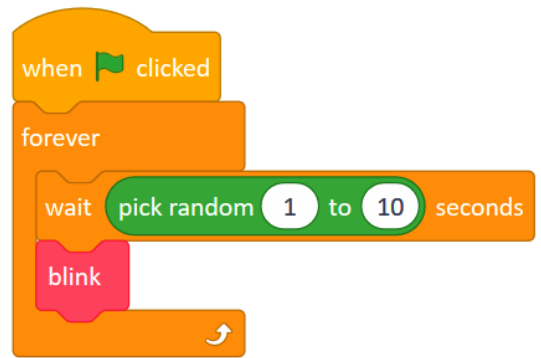 when clicked
forever
wait pick random 1 to 10 seconds
blink